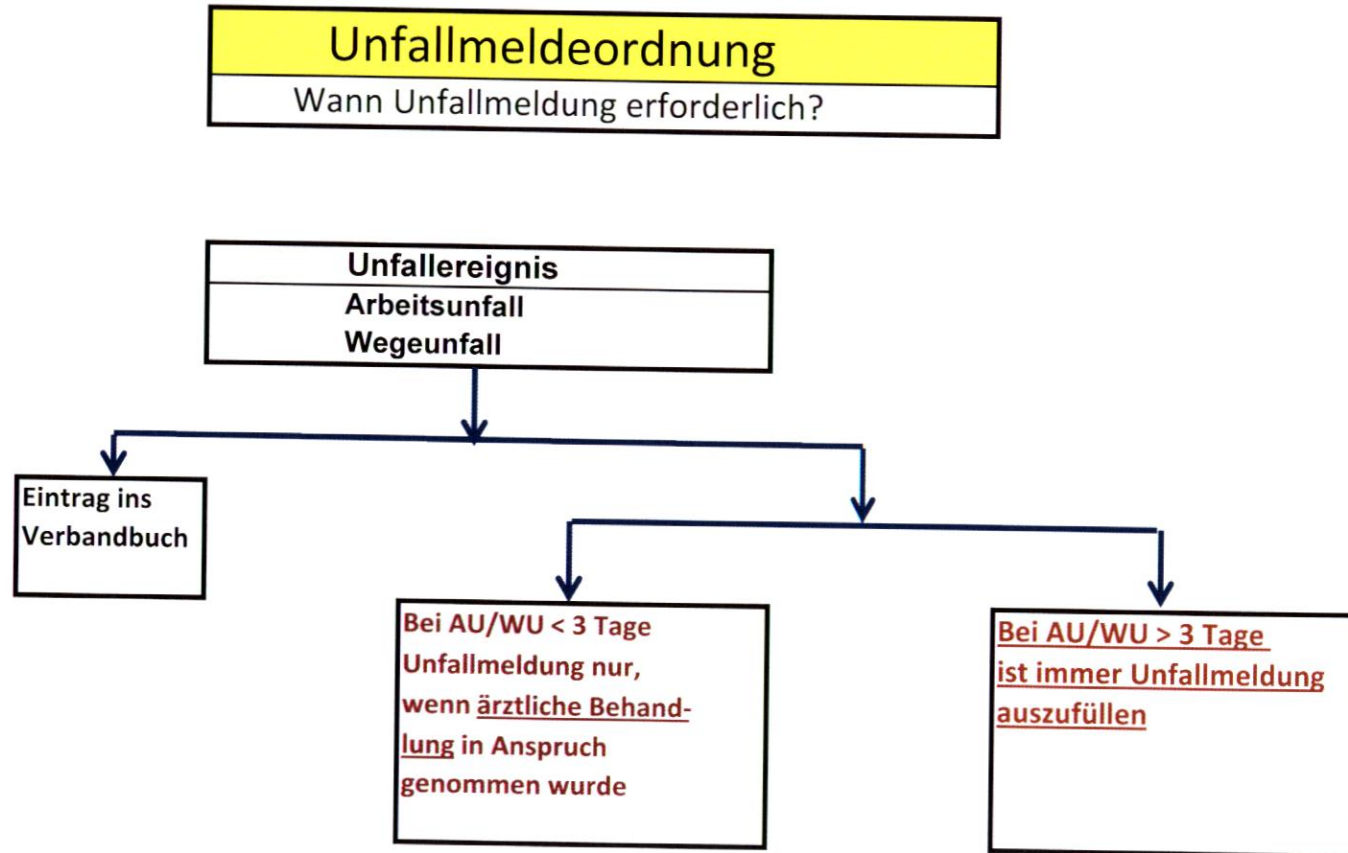 Unfallmeldeordnung
Wann Unfallmeldung erforderlich?
Unfallereignis
Arbeitsunfall
Wegeunfall
Eintrag ins
Verbandbuch
Bei AU/WU < 3 Tage
Unfallmeldung nur,
wenn ärztliche Behand-
lung in Anspruch
genommen wurde
Bei AU/WU > 3 Tage
ist immer Unfallmeldung
auszufüllen